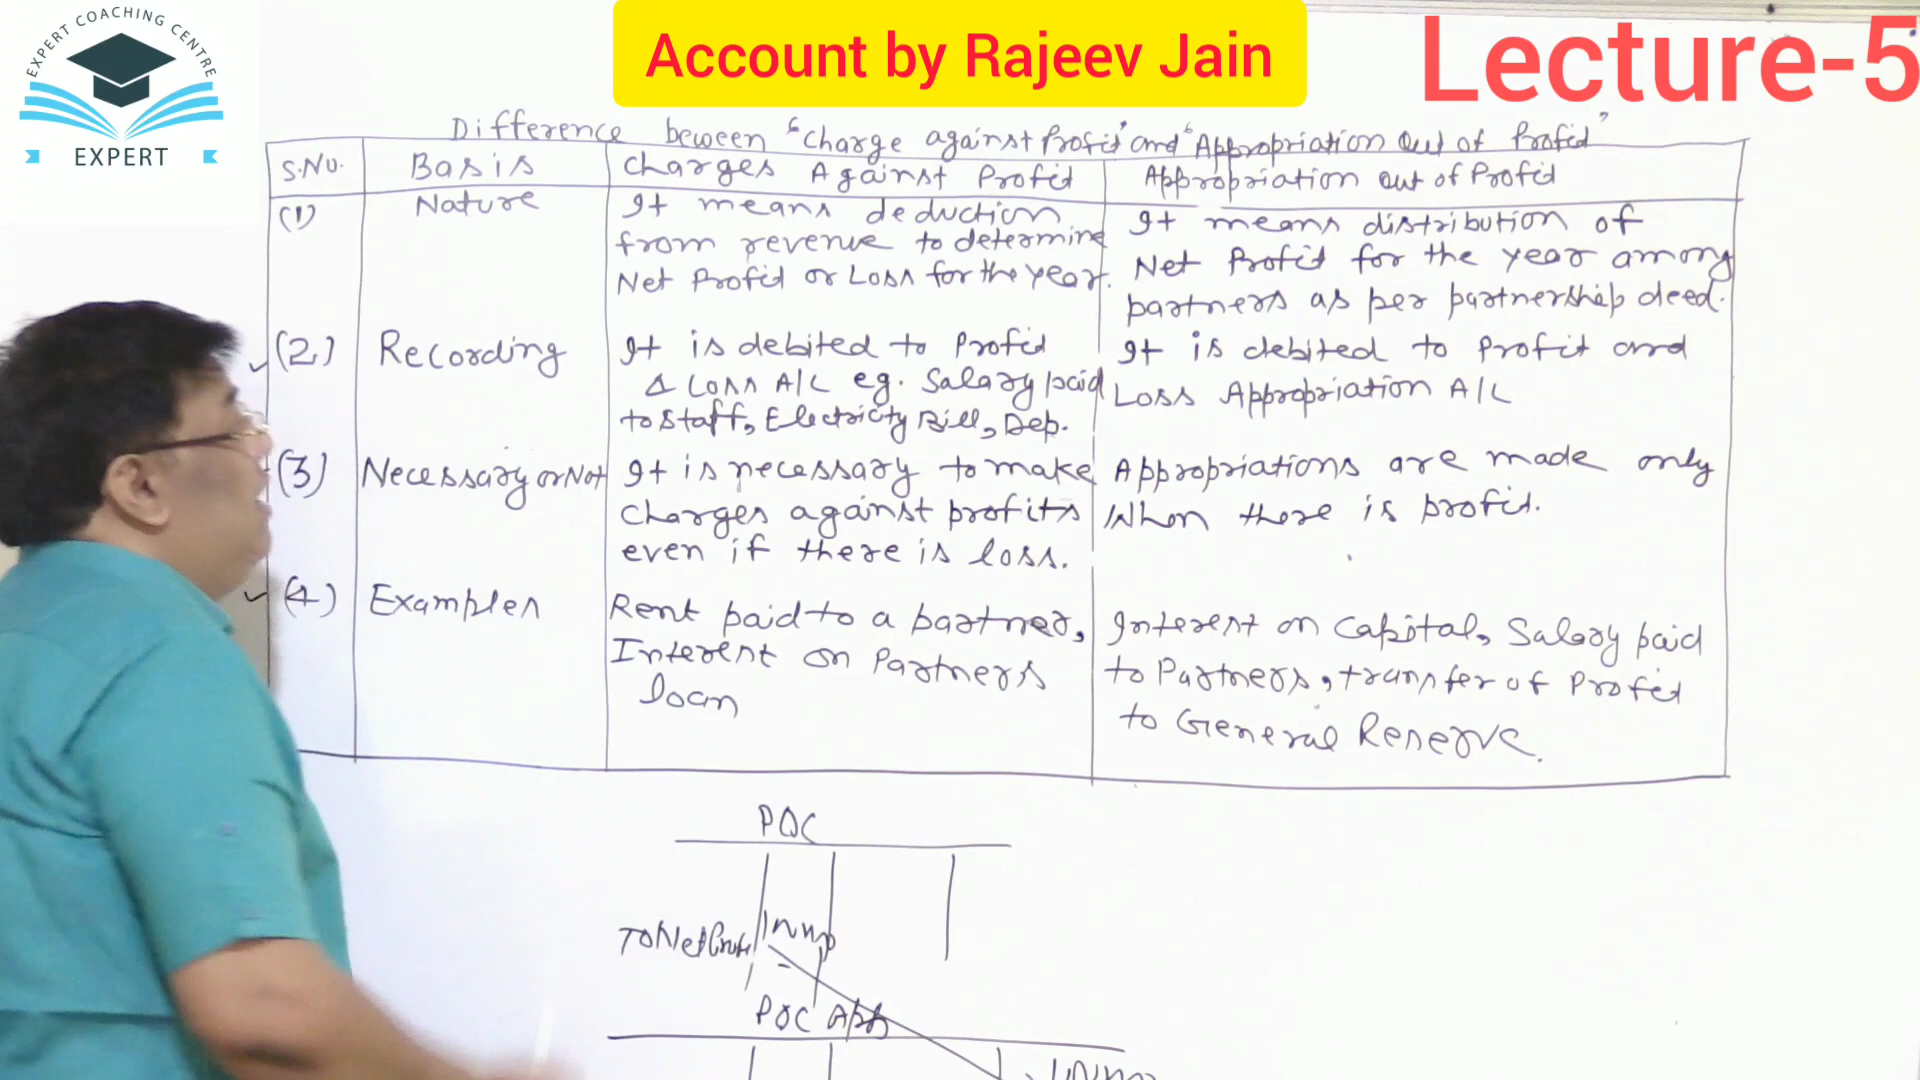 EXPERT COACHING CENTRE
EXPERT
Account by Rajeev Jain
Lecture-5
Difference beween "Charge against Profit" and "Appropriation Out of Profit"
S.No.
Basis
Charges Against Profit
Appropriation out of Profit
(1)
Nature
It means deduction
from revenue to determine
Net Profit or Loss for the year.
It means distribution of
Net Profit for the year among
partners as per partnership deed.
(2)
Recording
It is debited to Profit
& Loss A/c eg. Salary paid
to staff, Electricity Bill, Dep.
It is debited to Profit and
Loss Appropriation A/c
(3)
Necessary or Not
It is necessary to make
charges against profits
even if there is loss.
Appropriations are made only
When there is profit.
(4)
Examples
Rent paid to a partner,
Interest on Partners
loan
Interest on Capital, Salary paid
to Partners, transfer of Profit
to General Reserve.
To Net